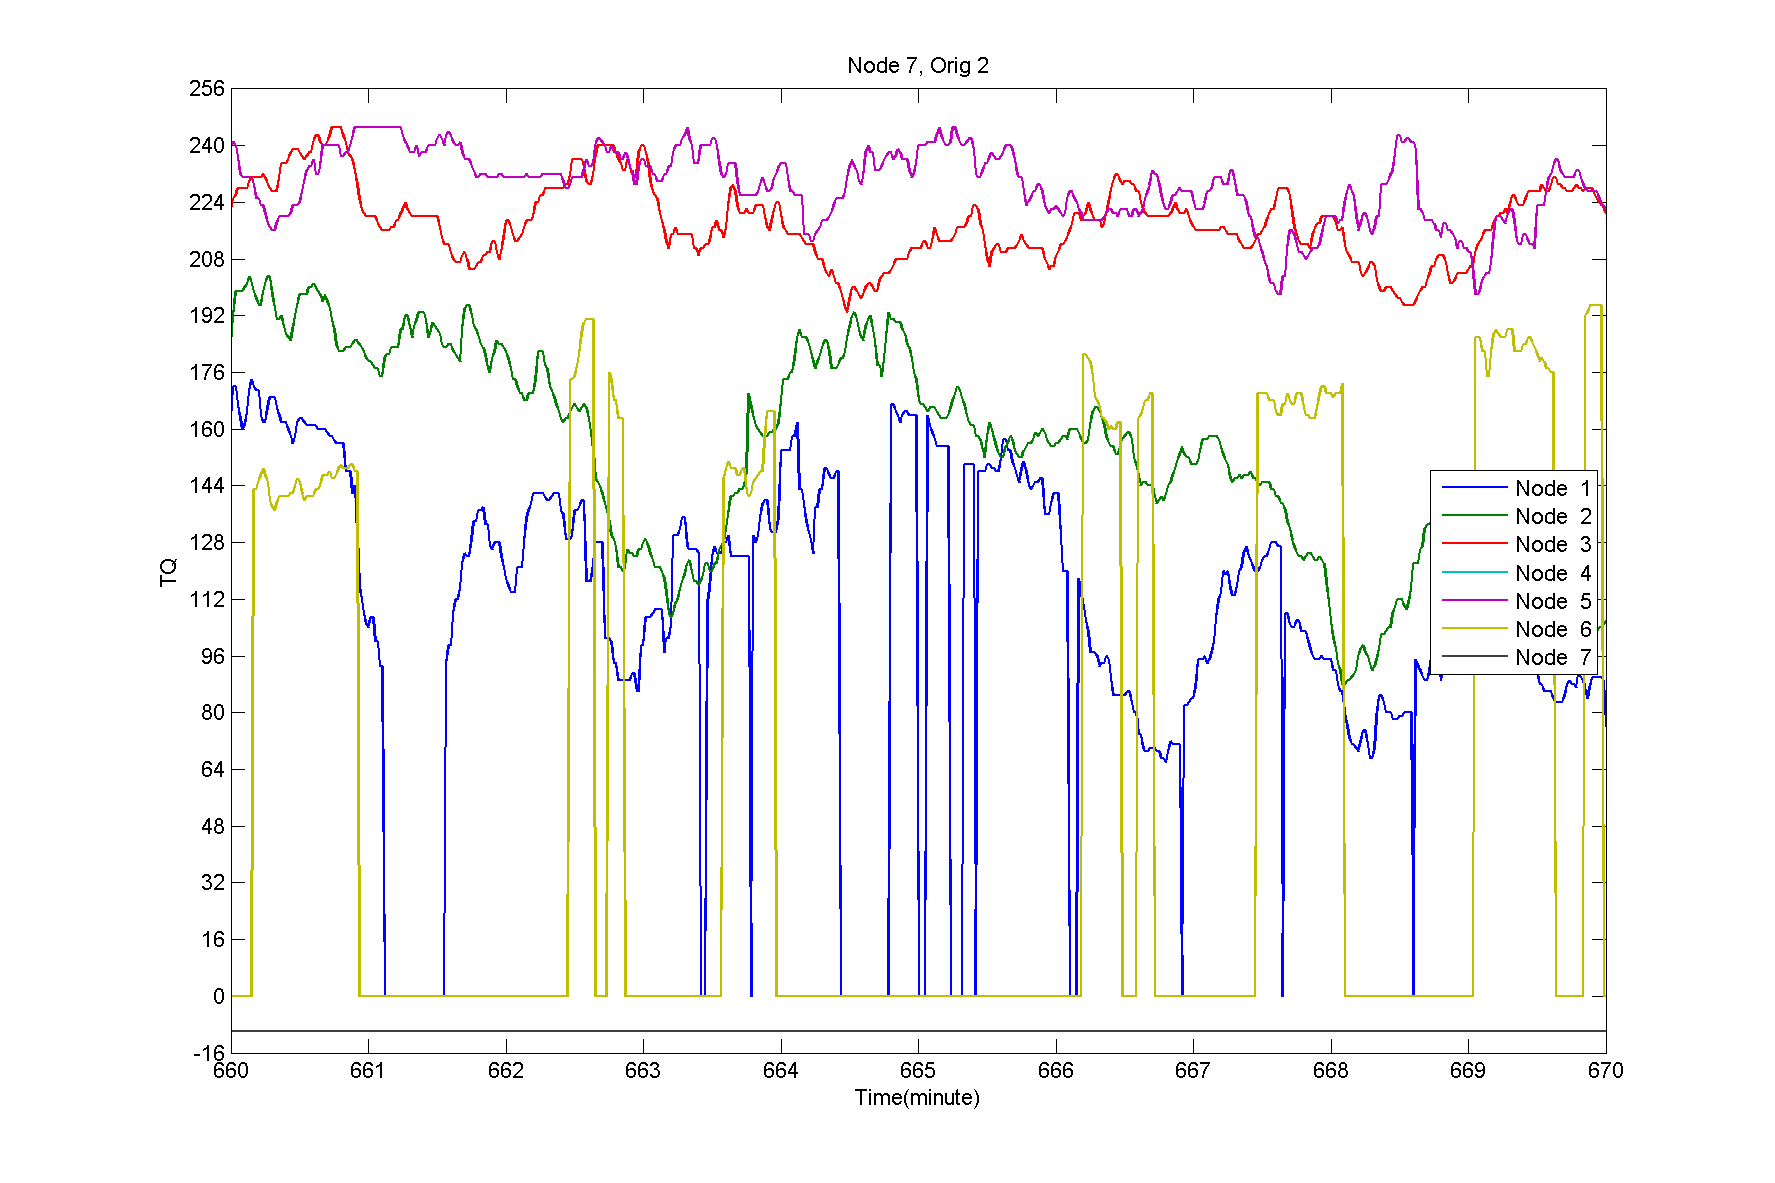 Node 7, Orig 2
256
240
224
208
192
176
160
144
128
112
96
80
64
48
32
16
0
-16
TQ
Node 1
Node 2
Node 3
Node 4
Node 5
Node 6
Node 7
660 661 662 663 664 665 666 667 668 669 670
Time(minute)